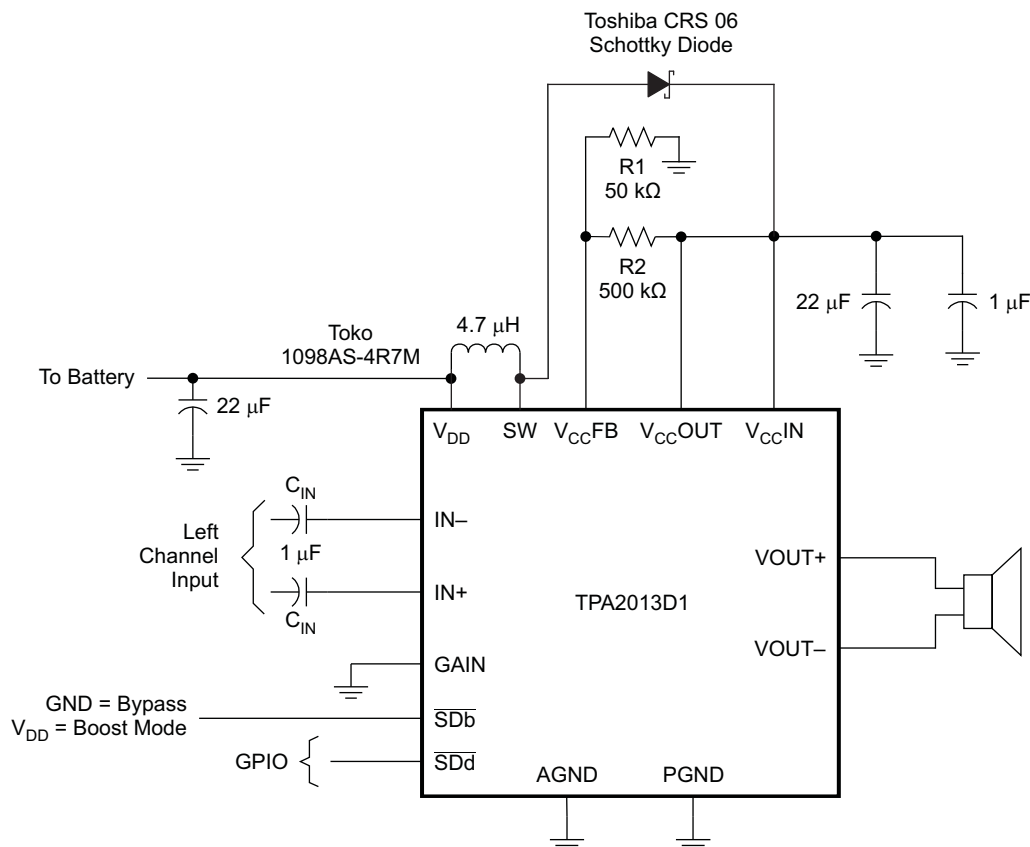 Toshiba CRS 06
Schottky Diode
R1
50 kΩ
R2
500 kΩ
22 μF
1 μF
4.7 μH
Toko
1098AS-4R7M
To Battery
22 μF
VDD
SW
VCCFB
VCCOUT
VCCIN
CIN
IN–
Left
Channel
Input
1 μF
IN+
CIN
VOUT+
TPA2013D1
VOUT–
GAIN
GND = Bypass
VDD = Boost Mode
SDb
GPIO
SDd
AGND
PGND